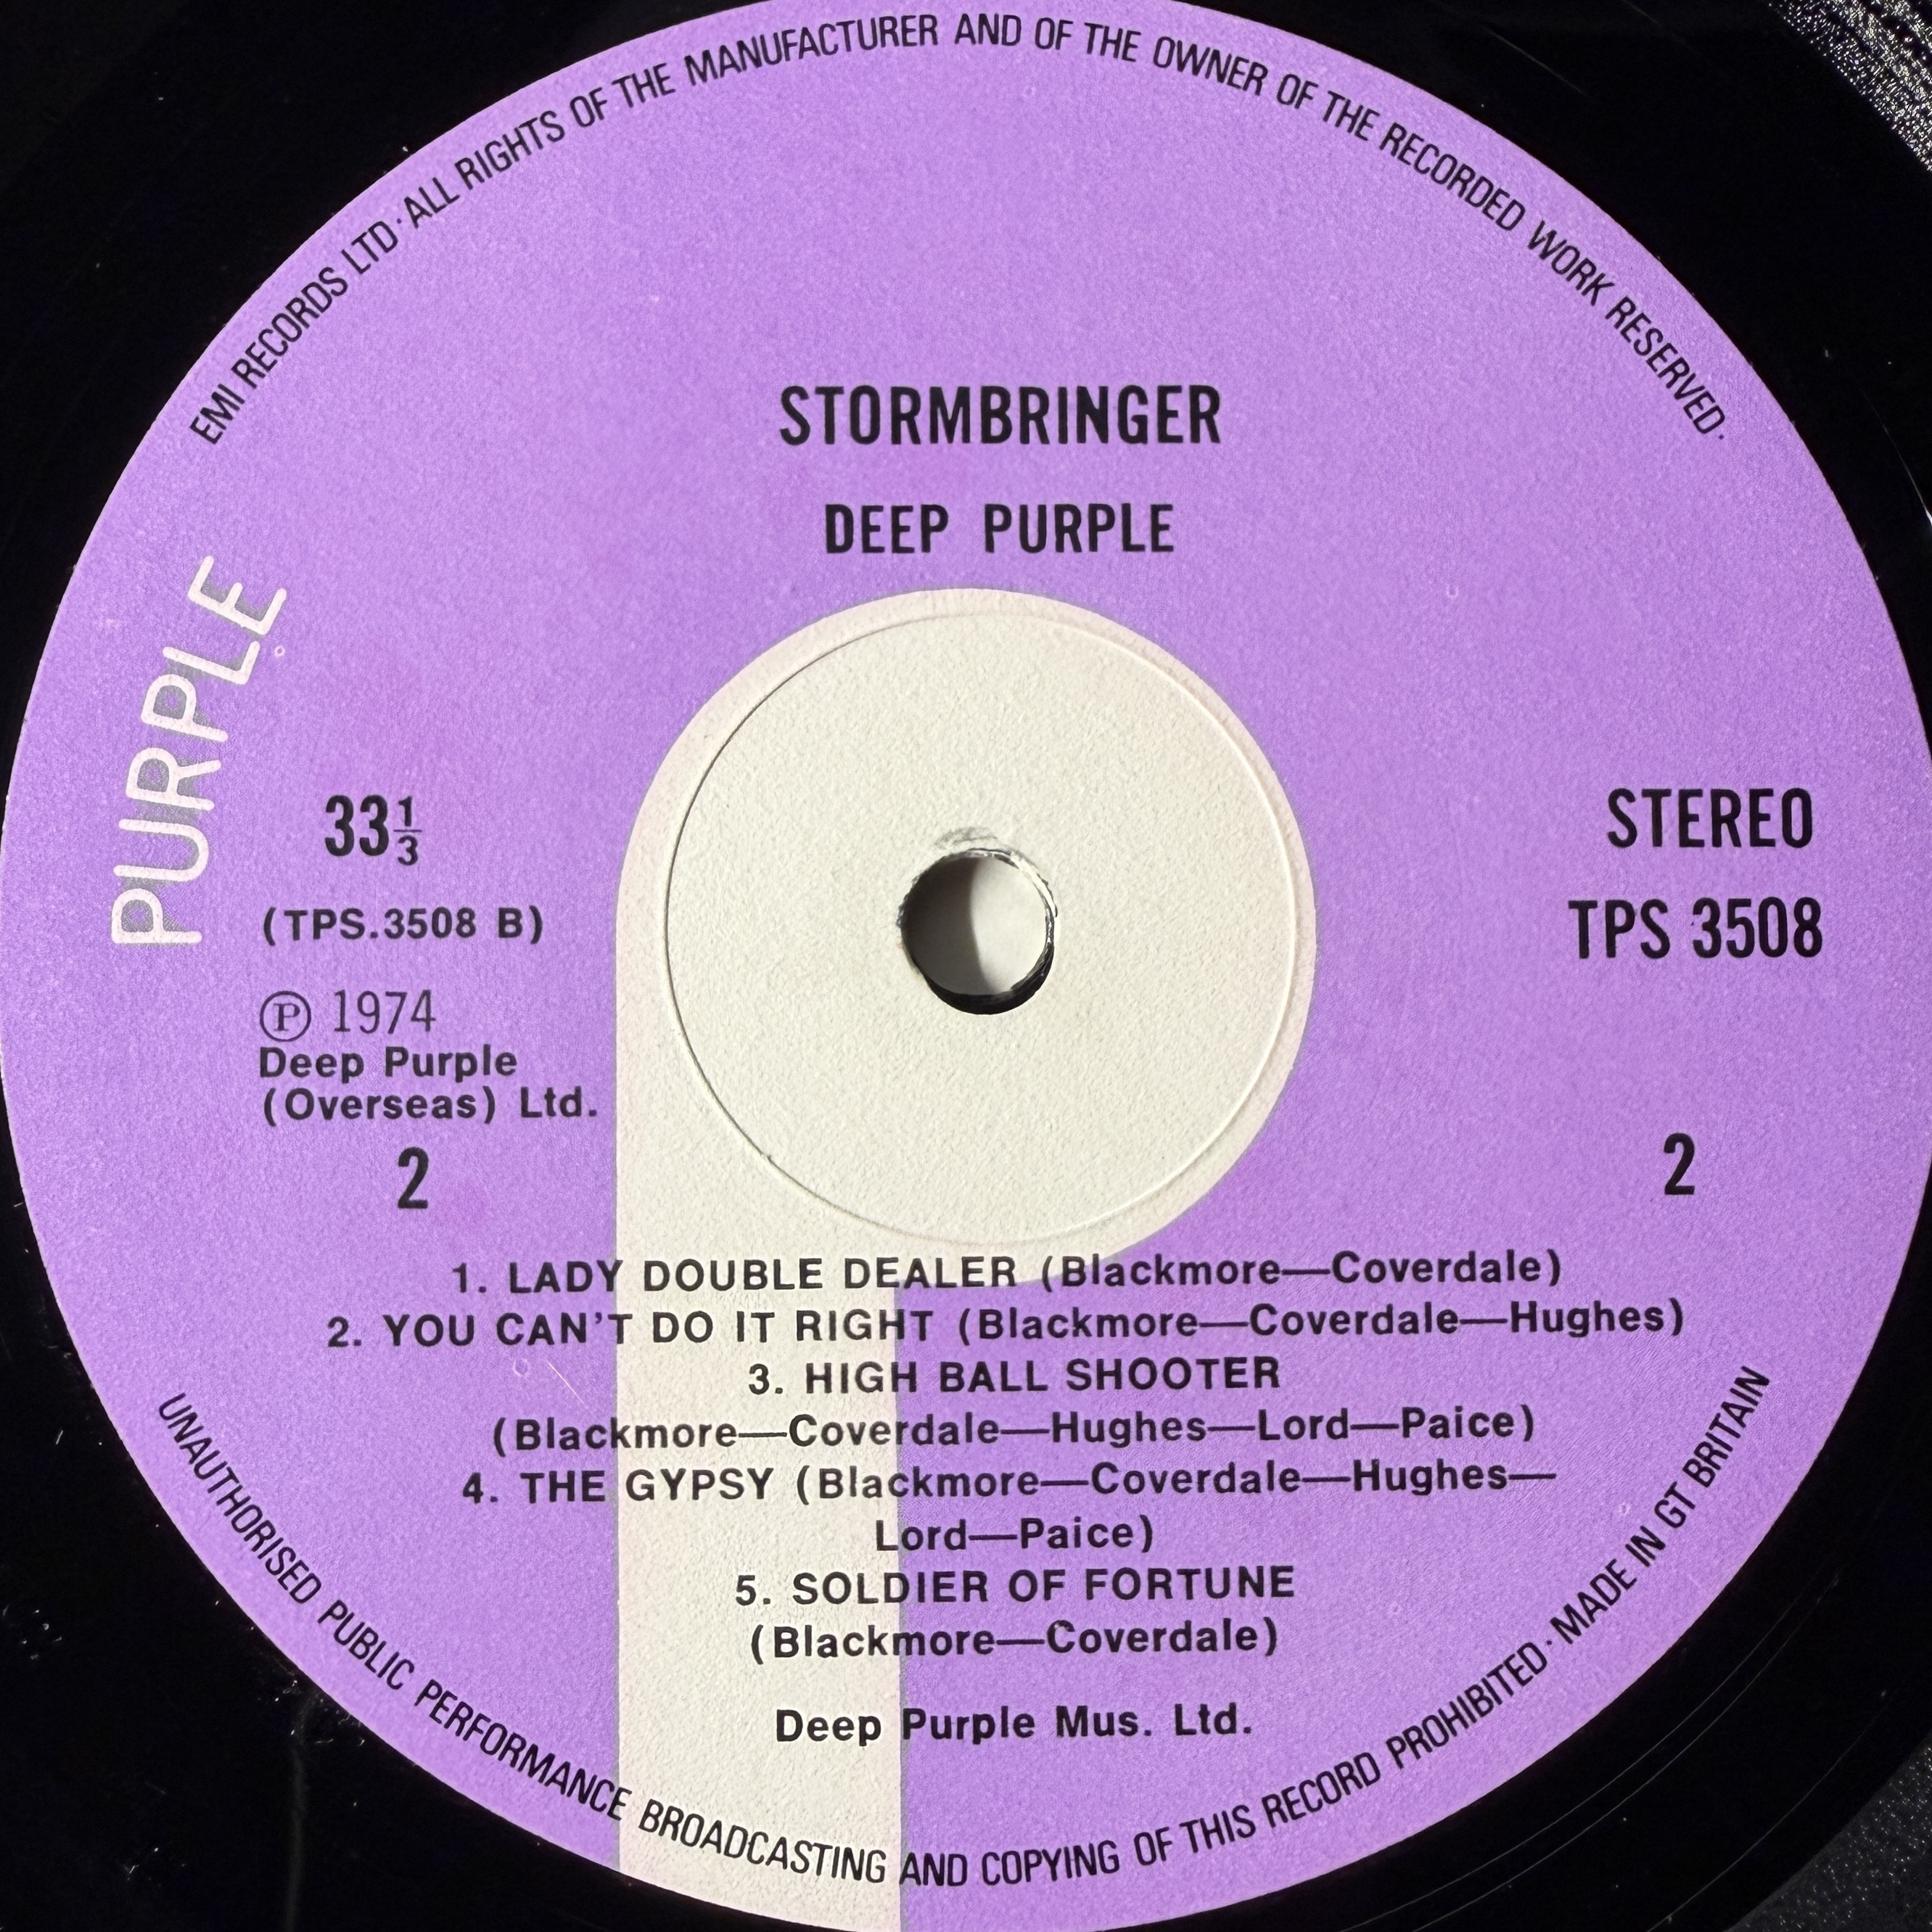 EMI RECORDS LTD · ALL RIGHTS OF THE MANUFACTURER AND OF THE OWNER OF THE RECORDED WORK RESERVED ·
STORMBRINGER
DEEP PURPLE
PURPLE
33⅓
STEREO
(TPS.3508 B)
TPS 3508
℗ 1974
Deep Purple
(Overseas) Ltd.
2
2
1. LADY DOUBLE DEALER (Blackmore—Coverdale)
2. YOU CAN'T DO IT RIGHT (Blackmore—Coverdale—Hughes)
3. HIGH BALL SHOOTER
(Blackmore—Coverdale—Hughes—Lord—Paice)
4. THE GYPSY (Blackmore—Coverdale—Hughes—
Lord—Paice)
5. SOLDIER OF FORTUNE
(Blackmore—Coverdale)
Deep Purple Mus. Ltd.
UNAUTHORISED PUBLIC PERFORMANCE BROADCASTING AND COPYING OF THIS RECORD PROHIBITED · MADE IN GT BRITAIN